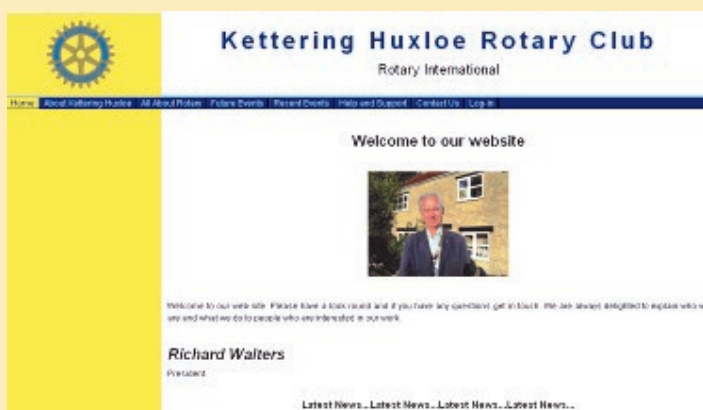 Kettering Huxloe Rotary Club
Rotary International
Home About Kettering Huxloe All About Rotary Future Events Recent Events Help and Support Contact Us Log-in
Welcome to our website
Welcome to our web site. Please have a look round and if you have any questions get in touch. We are always delighted to explain who w
are and what we do to people who are interested in our work.
Richard Walters
President
Latest News...Latest News...Latest News...Latest News...